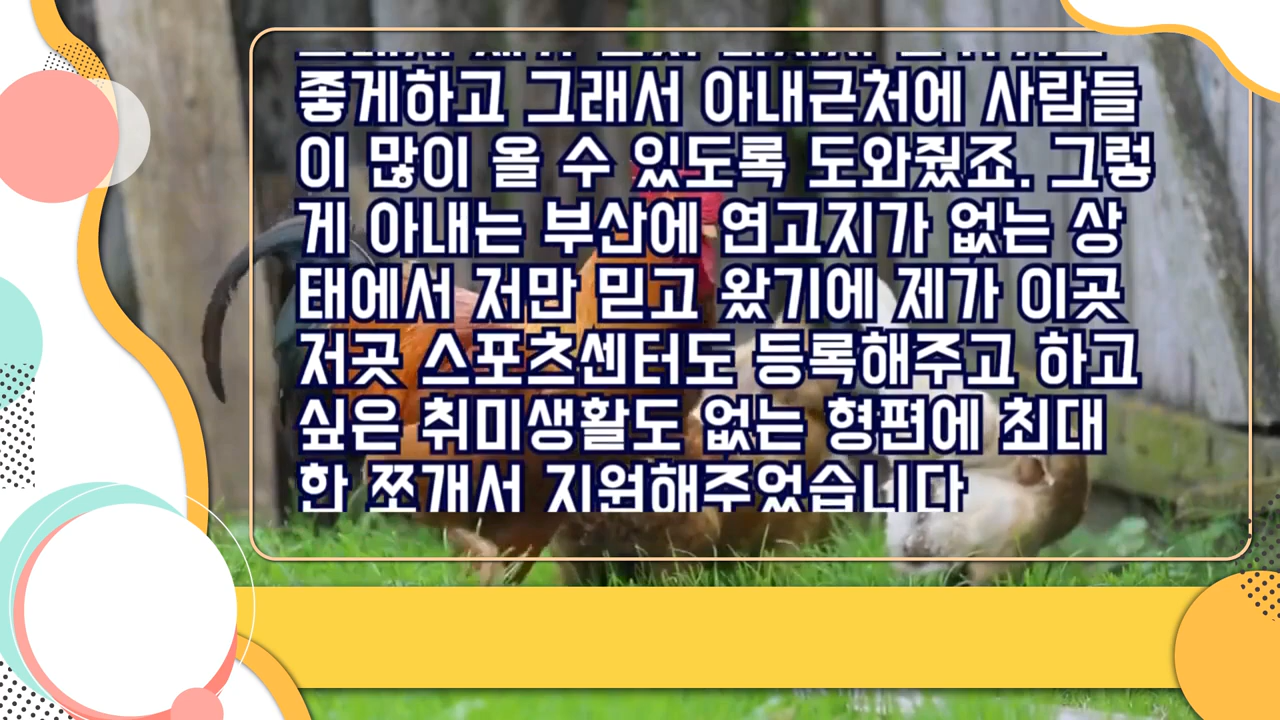 좋게하고 그래서 아내근처에 사람들
이 많이 올 수 있도록 도와줬죠. 그렇
게 아내는 부산에 연고지가 없는 상
태에서 저만 믿고 왔기에 제가 이곳
저곳 스포츠센터도 등록해주고 하고
싶은 취미생활도 없는 형편에 최대
한 쪼개서 지원해주었습니다